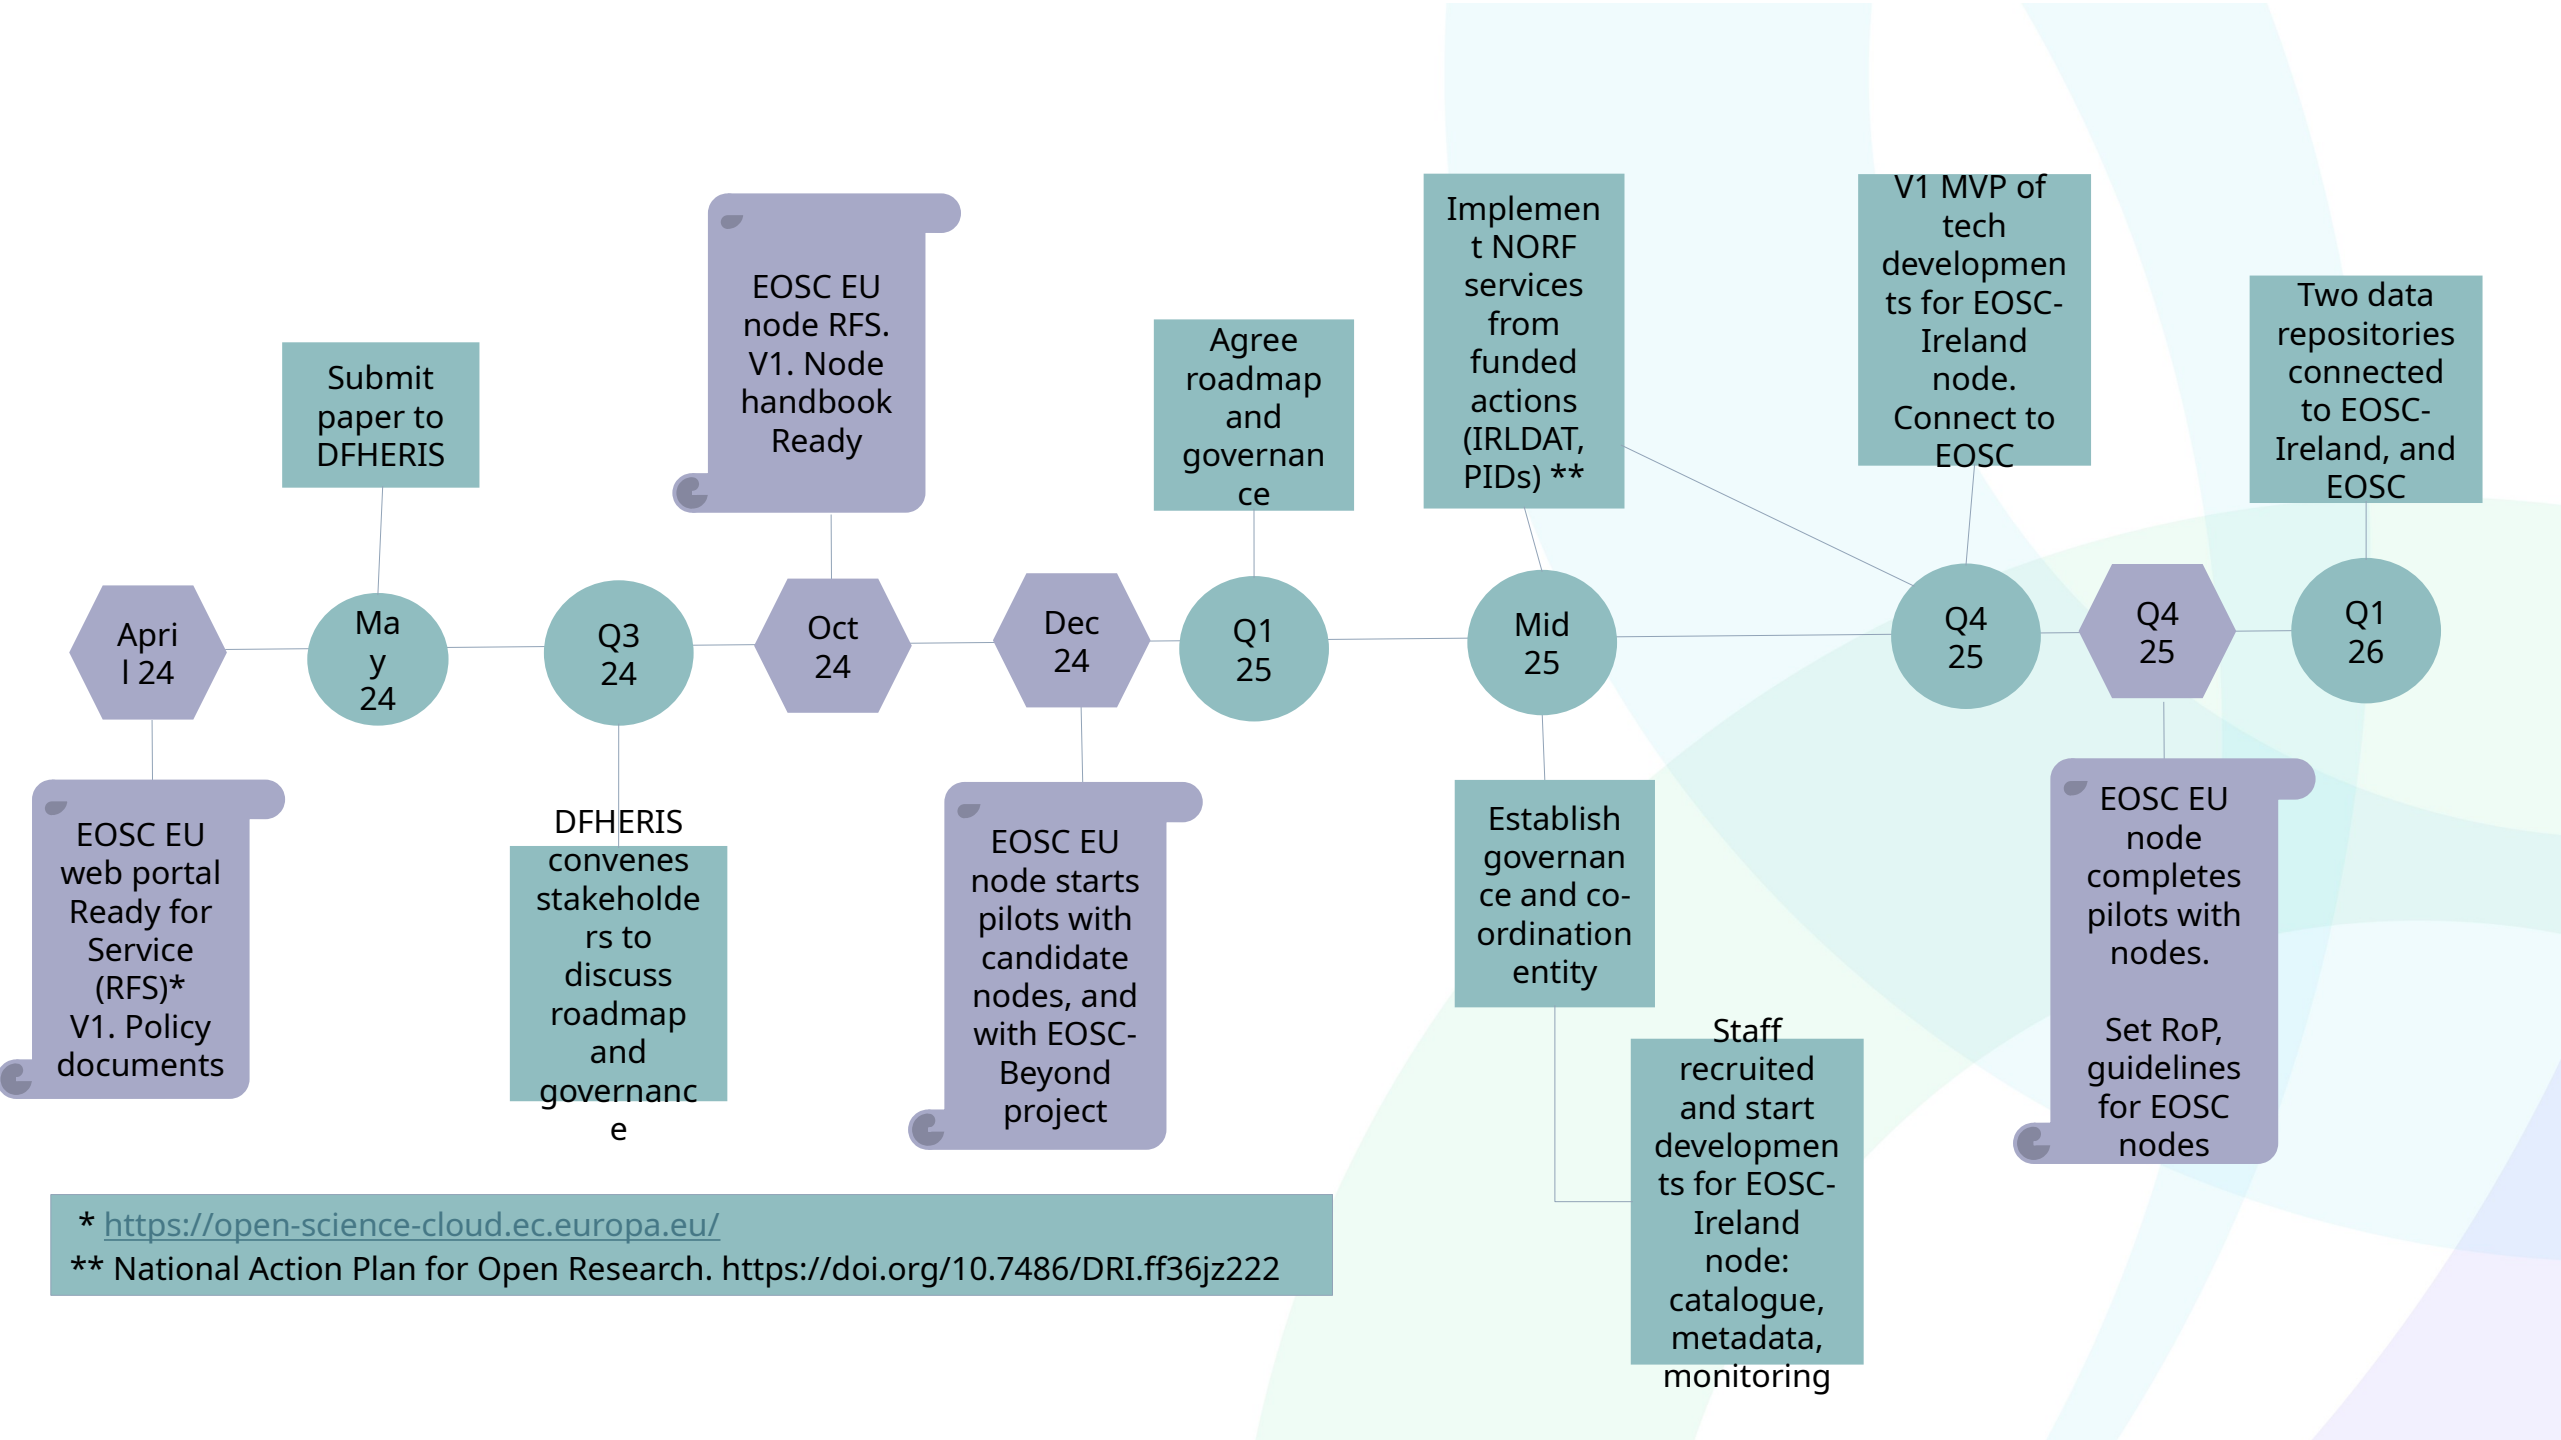 EOSC EU
node RFS.
V1. Node
handbook
Ready
Submit
paper to
DFHERIS
Agree
roadmap
and
governan
ce
Implemen
t NORF
services
from
funded
actions
(IRLDAT,
PIDs) **
V1 MVP of
tech
developmen
ts for EOSC-
Ireland
node.
Connect to
EOSC
Two data
repositories
connected
to EOSC-
Ireland, and
EOSC
Apri
l 24
Ma
y
24
Q3
24
Oct
24
Dec
24
Q1
25
Mid
25
Q4
25
Q4
25
Q1
26
EOSC EU
web portal
Ready for
Service
(RFS)*
V1. Policy
documents
DFHERIS
convenes
stakeholde
rs to
discuss
roadmap
and
governanc
e
EOSC EU
node starts
pilots with
candidate
nodes, and
with EOSC-
Beyond
project
Establish
governan
ce and co-
ordination
entity
Staff
recruited
and start
developmen
ts for EOSC-
Ireland
node:
catalogue,
metadata,
monitoring
EOSC EU
node
completes
pilots with
nodes.
Set RoP,
guidelines
for EOSC
nodes
* https://open-science-cloud.ec.europa.eu/
** National Action Plan for Open Research. https://doi.org/10.7486/DRI.ff36jz222